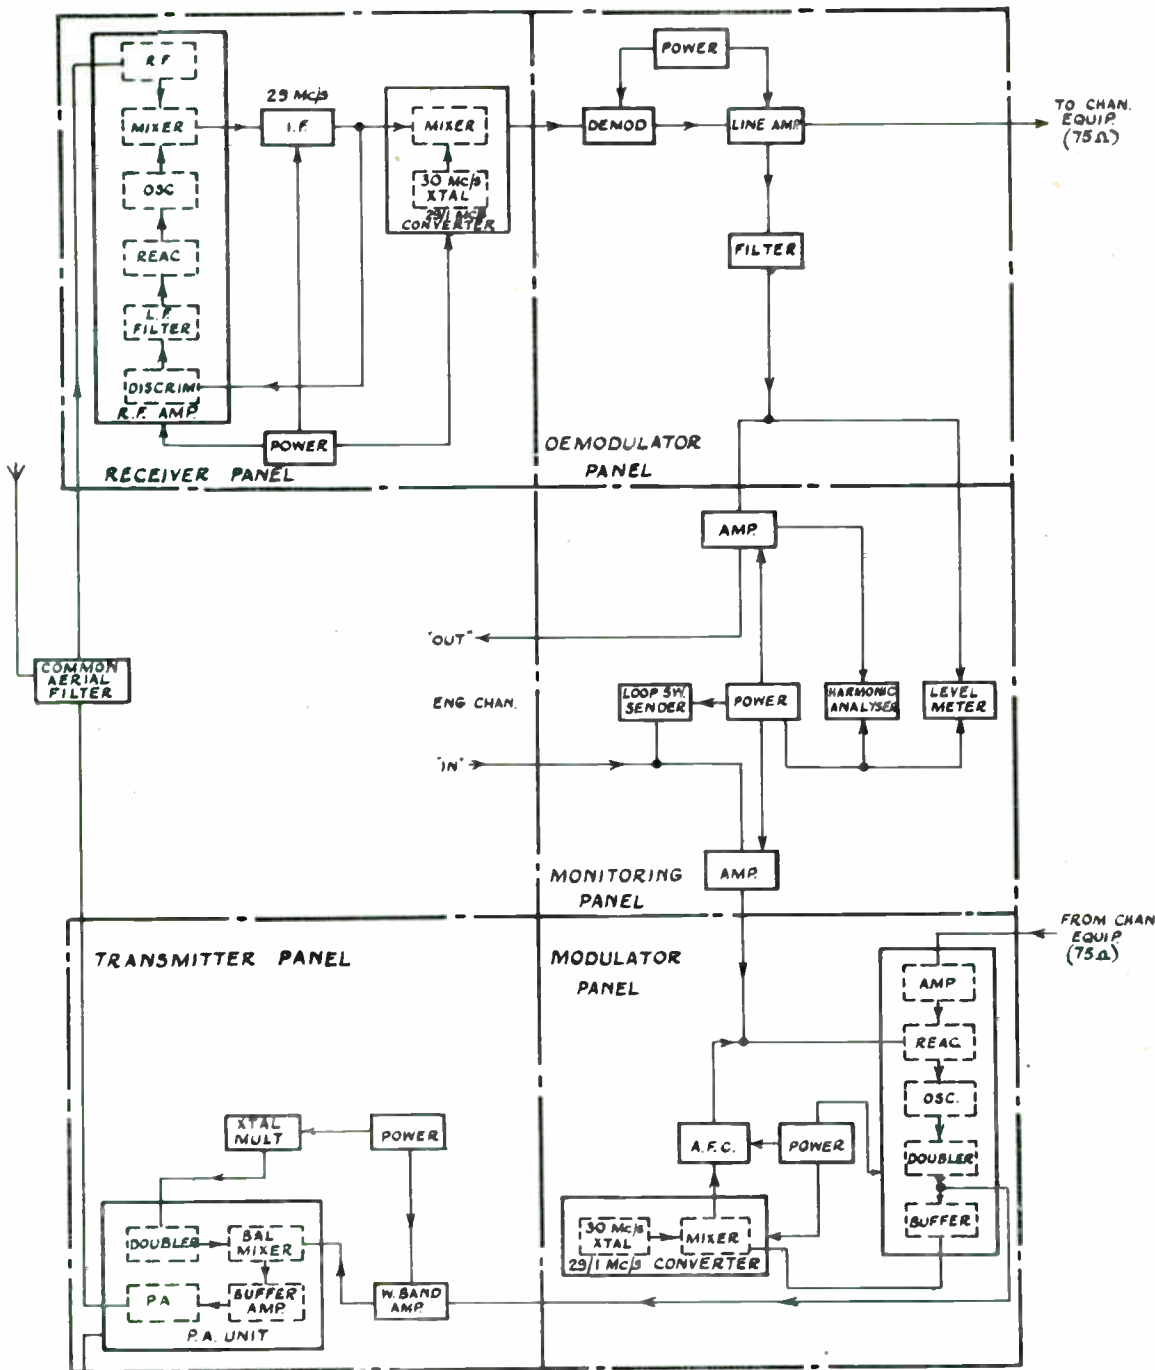 R F
MIXER
OSC
REAC
L.F.
FILTER
DISCRIM
R.F. AMP.
29 Mc/s
I.F.
MIXER
30 Mc/s
XTAL
29/1 Mc/s
CONVERTER
POWER
RECEIVER PANEL
POWER
DEMOD
LINE AMP
TO CHAN.
EQUIP.
(75Ω)
FILTER
DEMODULATOR
PANEL
COMMON
AERIAL
FILTER
AMP.
"OUT"
ENG CHAN.
LOOP SW.
SENDER
POWER
HARMONIC
ANALYSER
LEVEL
METER
"IN"
AMP.
MONITORING
PANEL
TRANSMITTER PANEL
XTAL
MULT
POWER
DOUBLER
BAL
MIXER
P.A.
BUFFER
AMP.
P.A. UNIT
W. BAND
AMP.
MODULATOR
PANEL
FROM CHAN
EQUIP.
(75Ω)
AMP
REAC.
OSC.
DOUBLER
BUFFER
A.F.C.
POWER
30 Mc/s
XTAL
MIXER
29/1 Mc/s CONVERTER